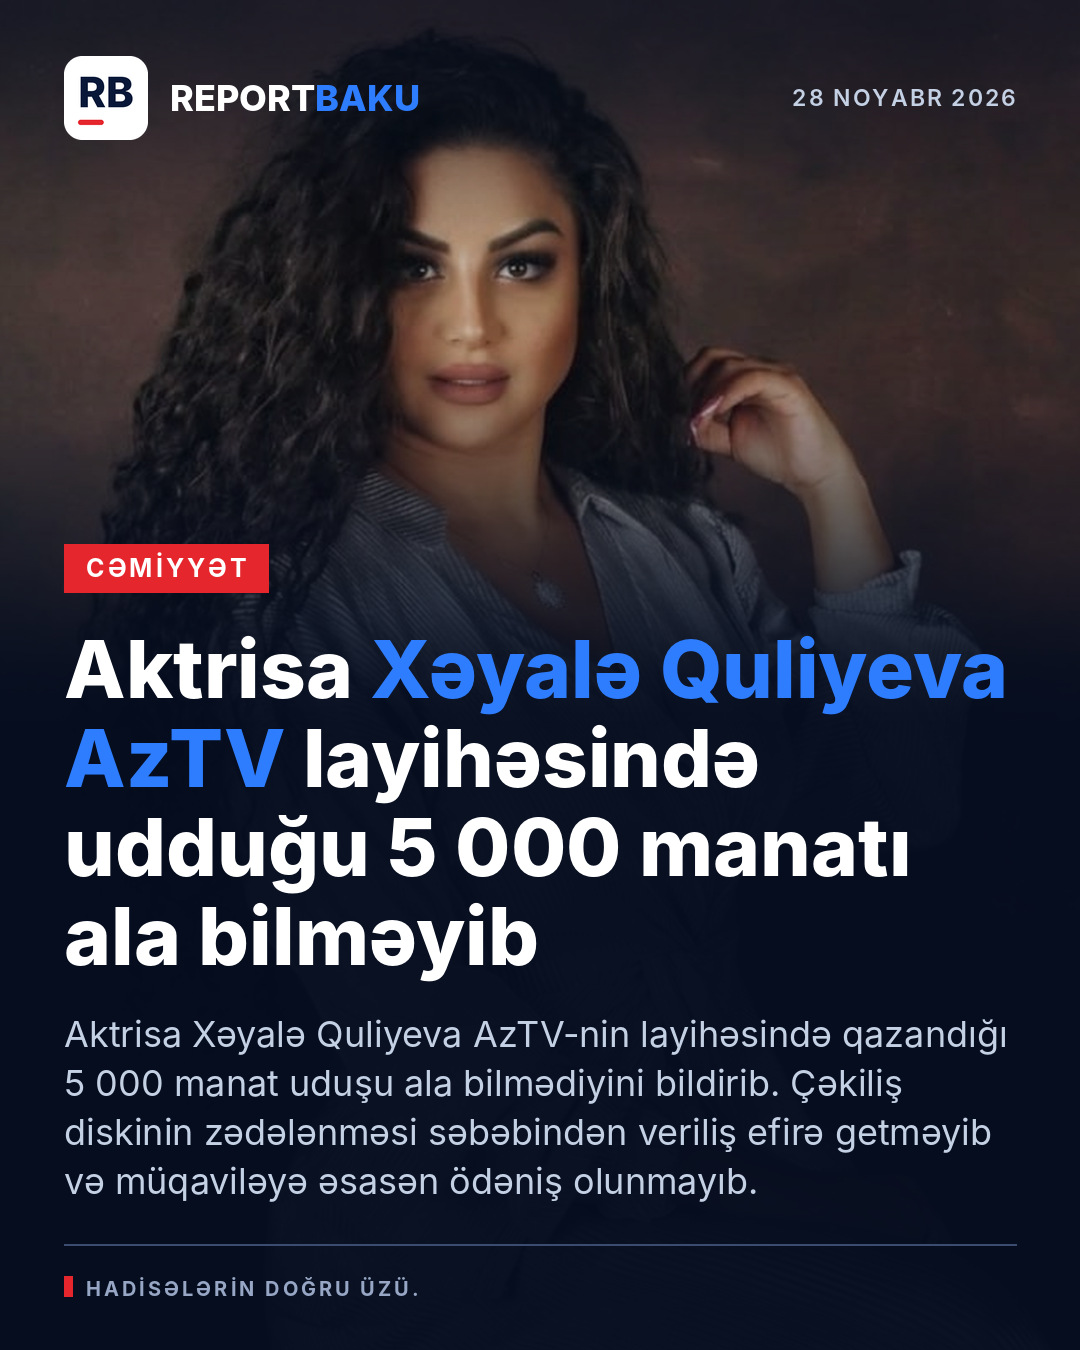 RB
REPORTBAKU
28 NOYABR 2026
CƏMİYYƏT
Aktrisa Xəyalə Quliyeva
AzTV layihəsində
udduğu 5 000 manatı
ala bilməyib
Aktrisa Xəyalə Quliyeva AzTV-nin layihəsində qazandığı
5 000 manat uduşu ala bilmədiyini bildirib. Çəkiliş
diskinin zədələnməsi səbəbindən veriliş efirə getməyib
və müqaviləyə əsasən ödəniş olunmayıb.
HADİSƏLƏRİN DOĞRU ÜZÜ.